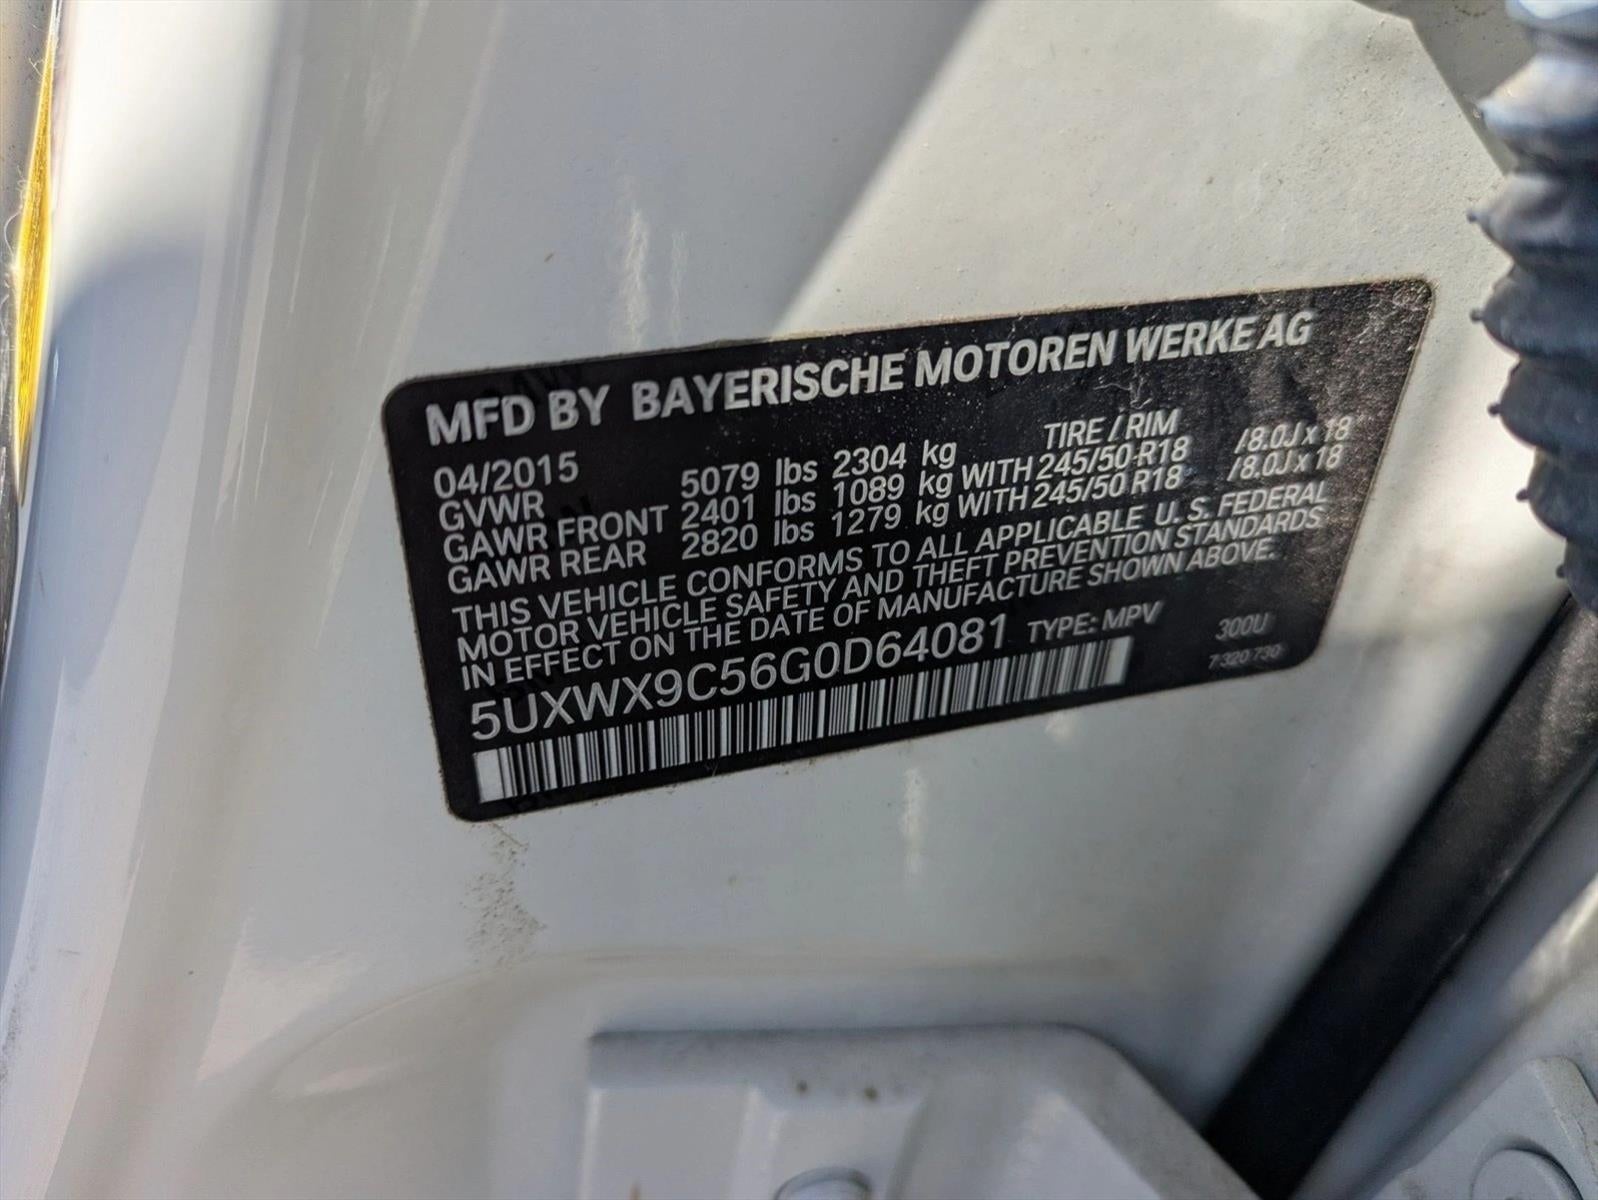 MFD BY BAYERISCHE MOTOREN WERKE AG
04/2015 TIRE / RIM
GVWR 5079 lbs 2304 kg
GAWR FRONT 2401 lbs 1089 kg WITH 245/50 R18 /8.0J x 18
GAWR REAR 2820 lbs 1279 kg WITH 245/50 R18 /8.0J x 18
THIS VEHICLE CONFORMS TO ALL APPLICABLE U. S. FEDERAL
MOTOR VEHICLE SAFETY AND THEFT PREVENTION STANDARDS
IN EFFECT ON THE DATE OF MANUFACTURE SHOWN ABOVE.
5UXWX9C56G0D64081 TYPE: MPV 300U
7 320 730